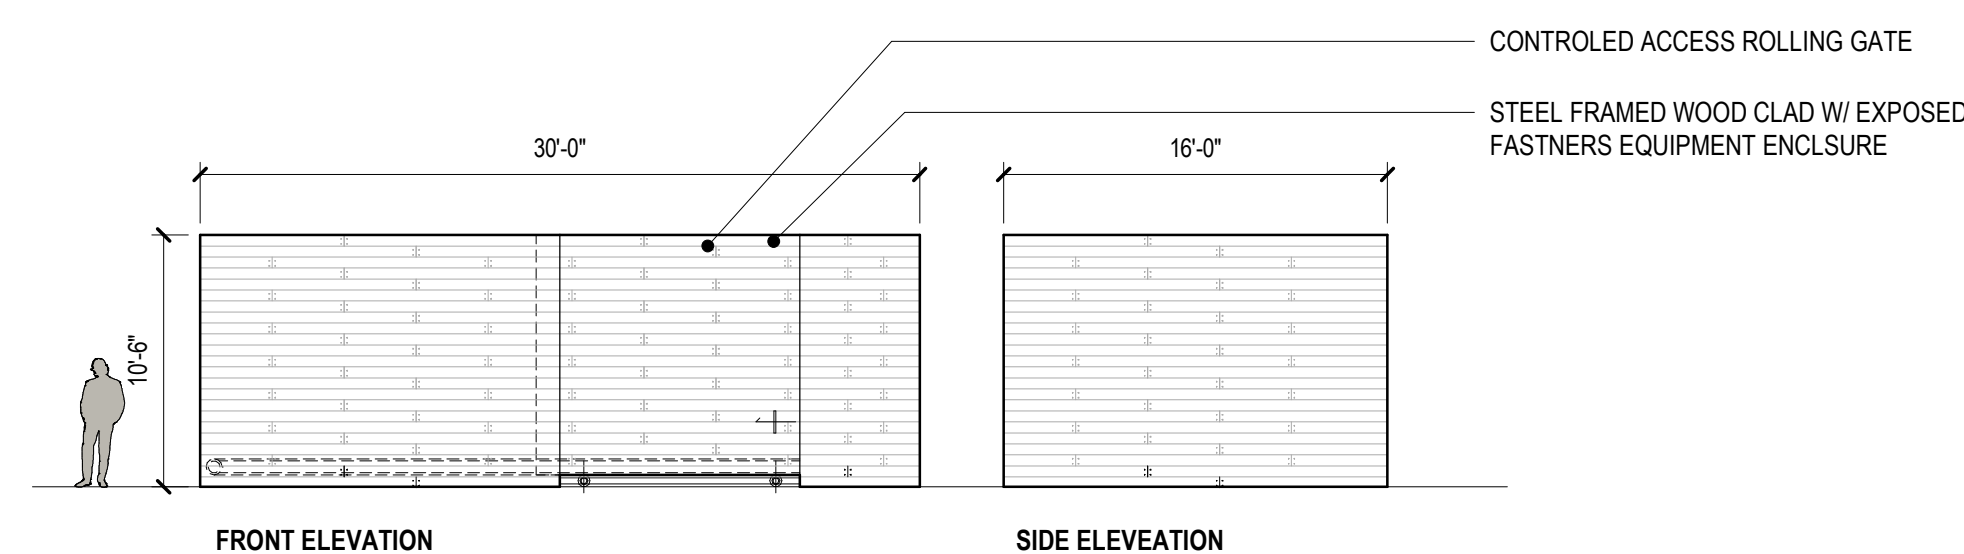 CONTROLED ACCESS ROLLING GATE
STEEL FRAMED WOOD CLAD W/ EXPOSED
FASTNERS EQUIPMENT ENCLSURE
30'-0"
16'-0"
10'-6"
FRONT ELEVATION
SIDE ELEVEATION